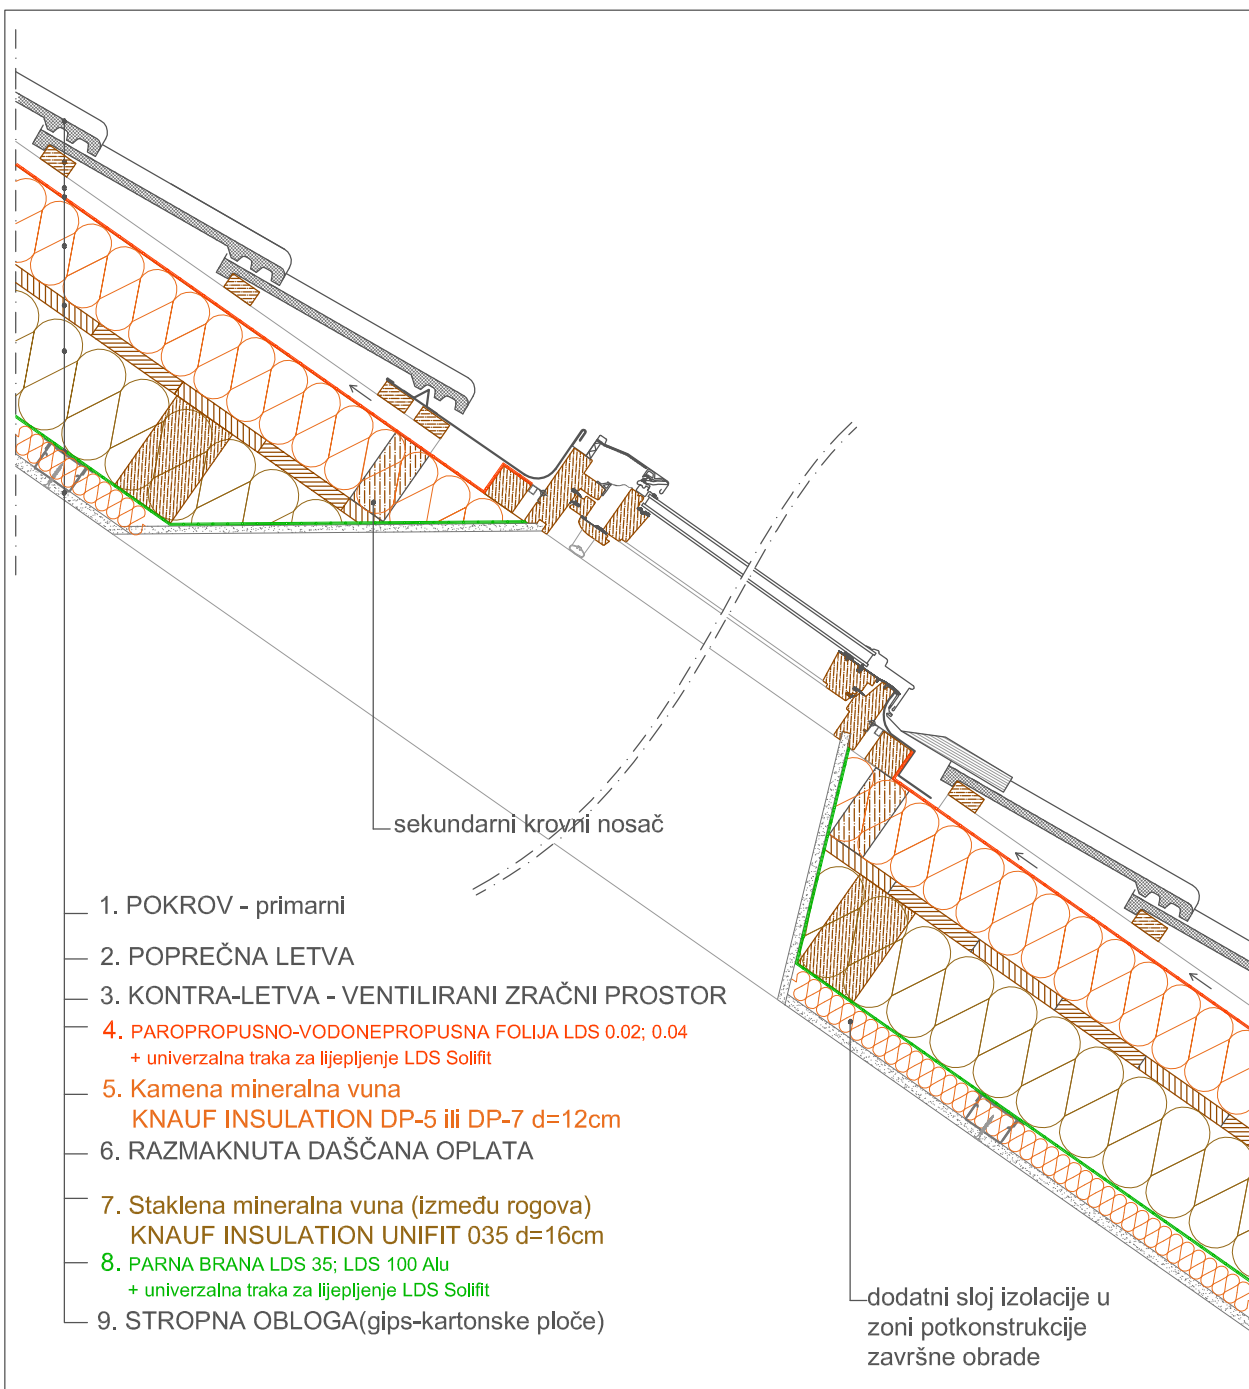 sekundarni krovni nosač
1. POKROV - primarni
2. POPREČNA LETVA
3. KONTRA-LETVA - VENTILIRANI ZRAČNI PROSTOR
4. PAROPROPUSNO-VODONEPROPUSNA FOLIJA LDS 0.02; 0.04
+ univerzalna traka za lijepljenje LDS Solifit
5. Kamena mineralna vuna
KNAUF INSULATION DP-5 ili DP-7 d=12cm
6. RAZMAKNUTA DAŠČANA OPLATA
7. Staklena mineralna vuna (između rogova)
KNAUF INSULATION UNIFIT 035 d=16cm
8. PARNA BRANA LDS 35; LDS 100 Alu
+ univerzalna traka za lijepljenje LDS Solifit
9. STROPNA OBLOGA(gips-kartonske ploče)
dodatni sloj izolacije u
zoni potkonstrukcije
završne obrade